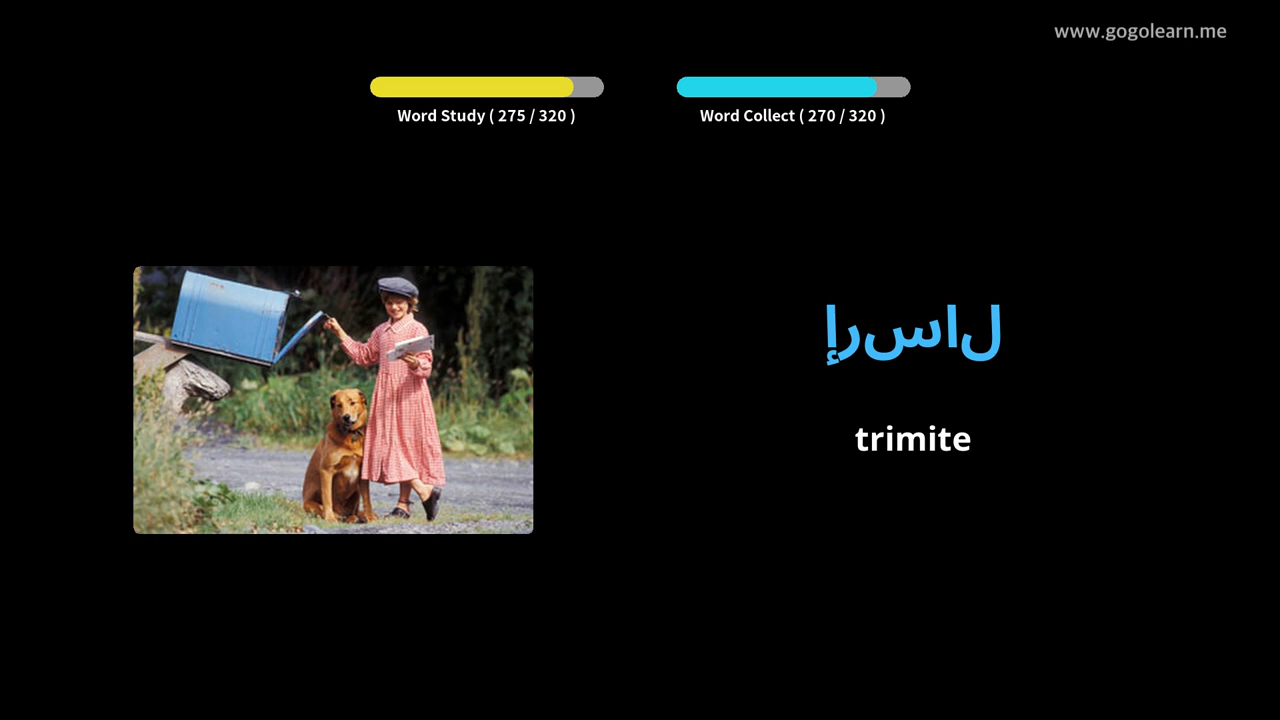 www.gogolearn.me
Word Study ( 275 / 320 )
Word Collect ( 270 / 320 )
إرسال
trimite